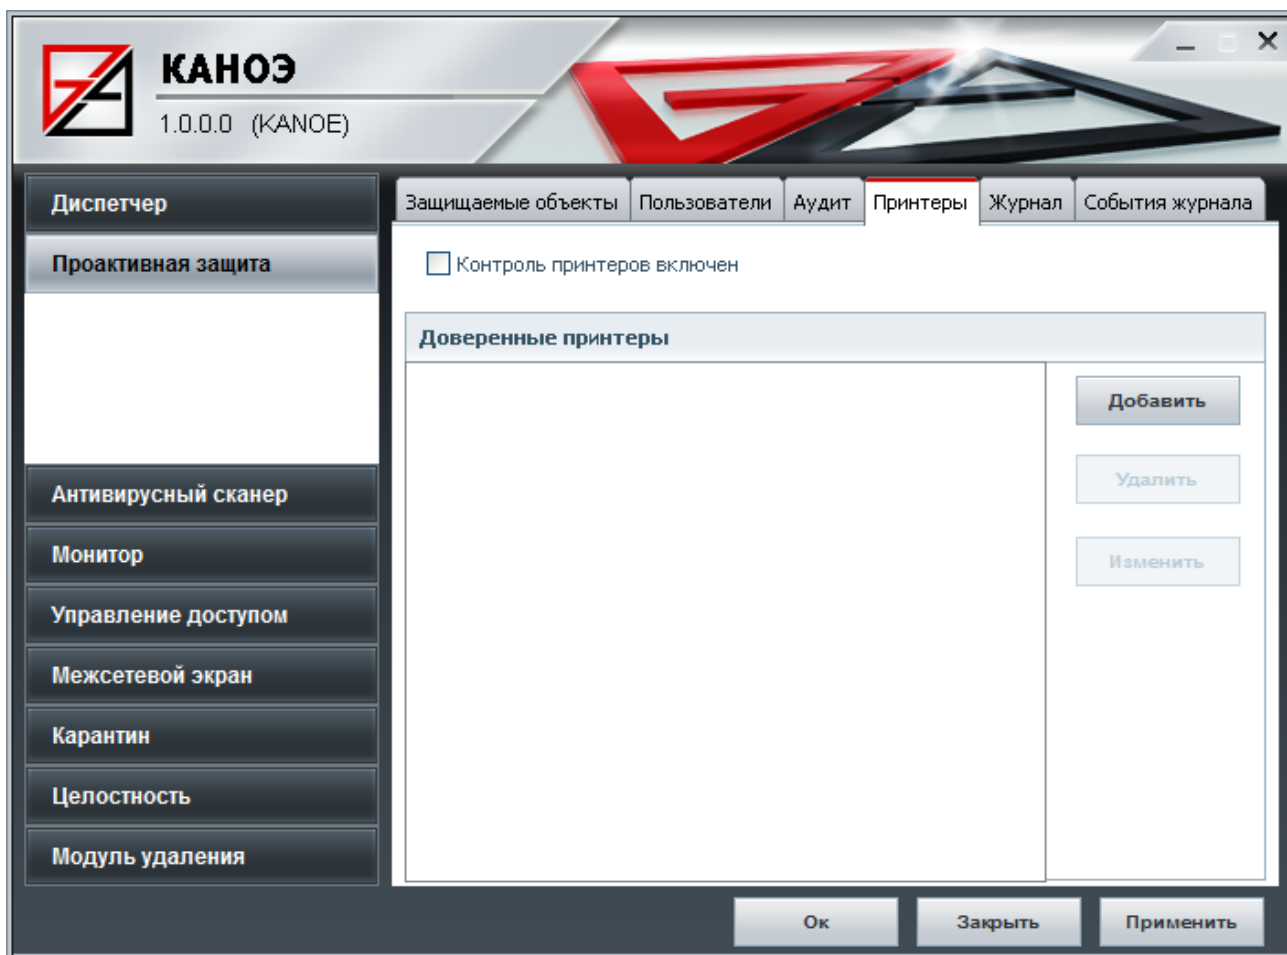 КАНОЭ
1.0.0.0 (KANOE)
Диспетчер
Проактивная защита
Антивирусный сканер
Монитор
Управление доступом
Межсетевой экран
Карантин
Целостность
Модуль удаления
Защищаемые объекты Пользователи Аудит Принтеры Журнал События журнала
Контроль принтеров включен
Доверенные принтеры
Добавить
Удалить
Изменить
Ок Закрыть Применить